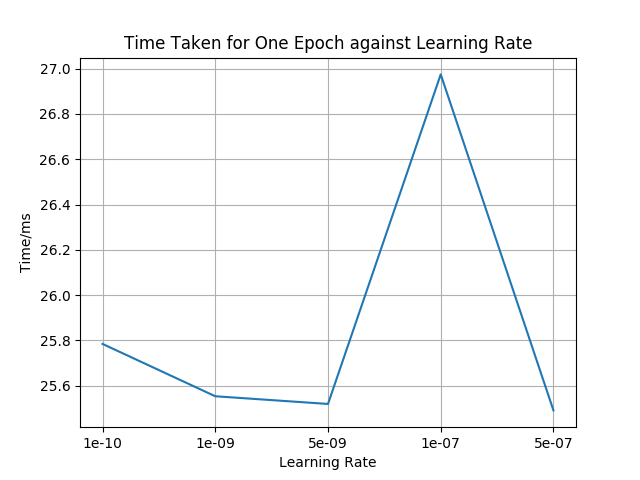 Time Taken for One Epoch against Learning Rate
27.0
26.8
26.6
26.4
26.2
26.0
25.8
25.6
Time/ms
1e-10 1e-09 5e-09 1e-07 5e-07
Learning Rate